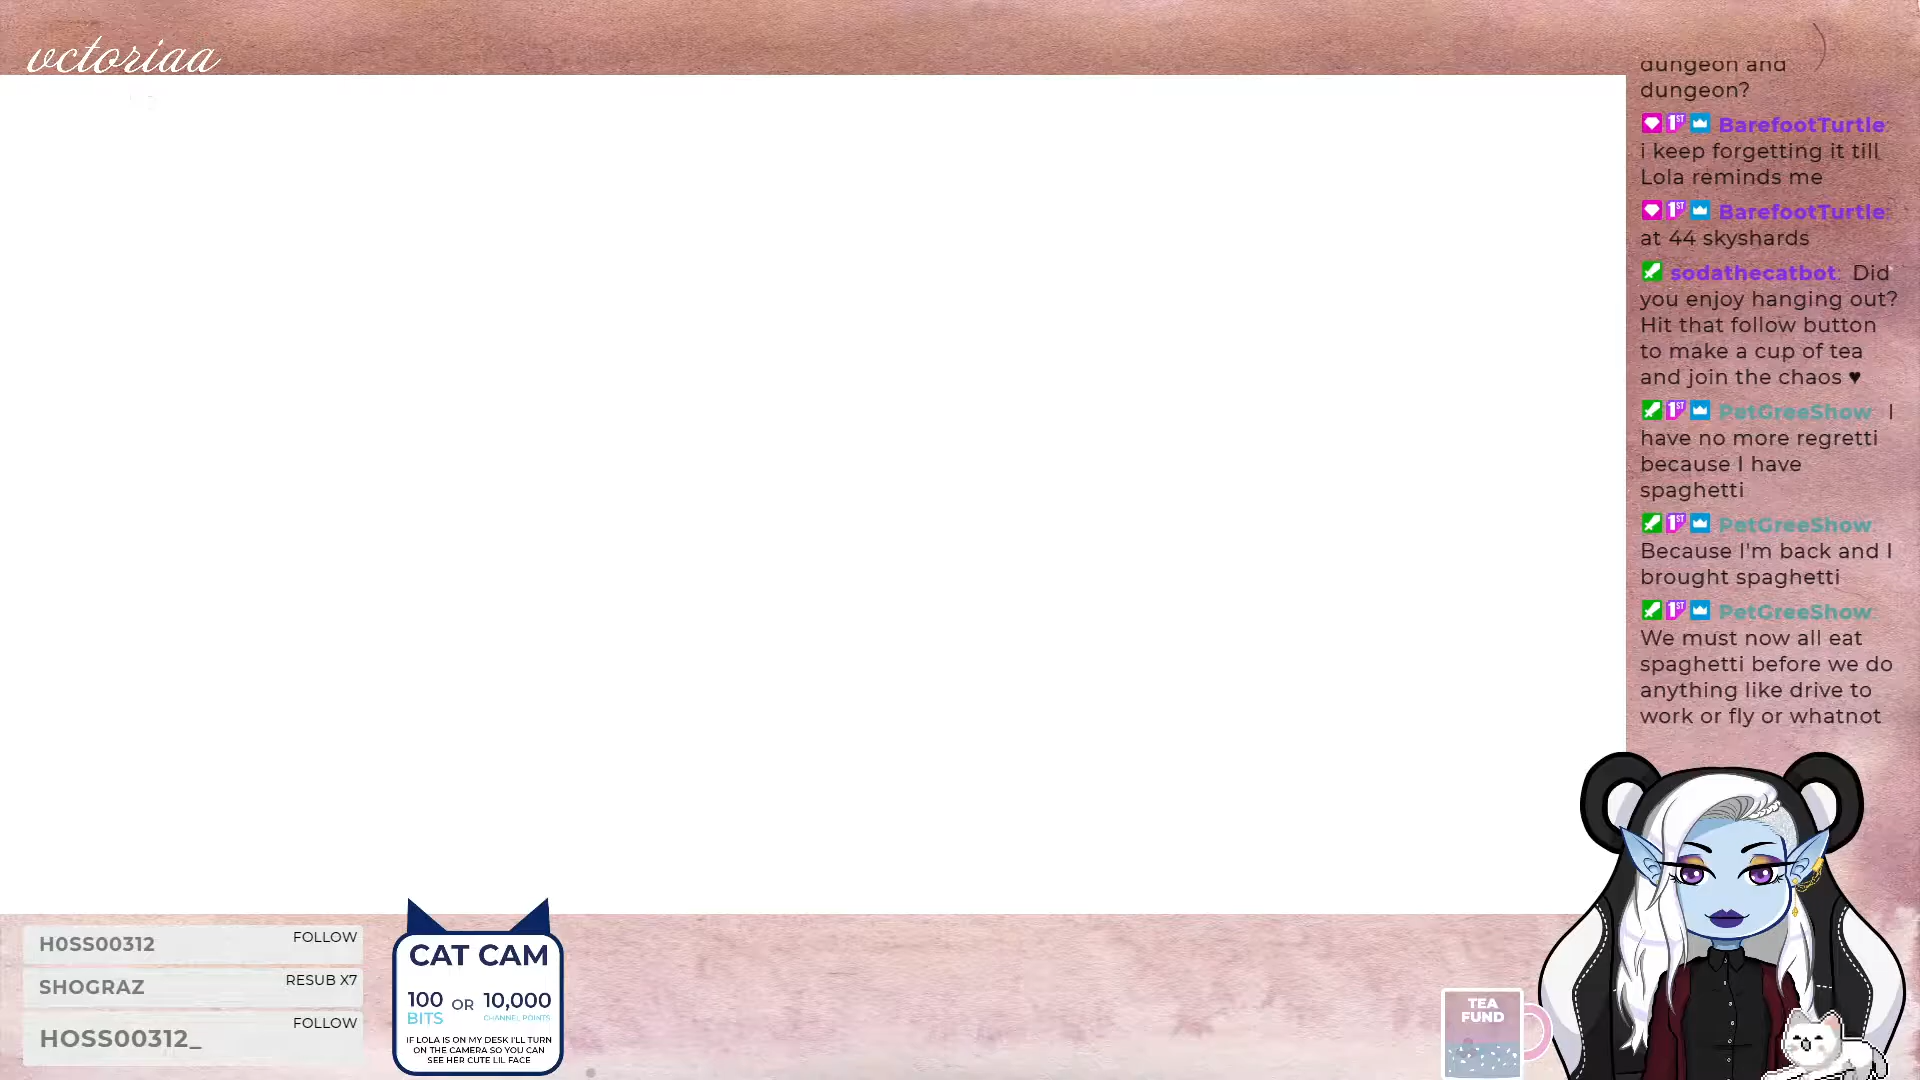 vctoriaa
dungeon and
dungeon?
1ST BarefootTurtle:
i keep forgetting it till
Lola reminds me
1ST BarefootTurtle:
at 44 skyshards
sodathecatbot: Did
you enjoy hanging out?
Hit that follow button
to make a cup of tea
and join the chaos ♥
1ST PetGreeShow: I
have no more regretti
because I have
spaghetti
1ST PetGreeShow:
Because I'm back and I
brought spaghetti
1ST PetGreeShow:
We must now all eat
spaghetti before we do
anything like drive to
work or fly or whatnot
H0SS00312 FOLLOW
SHOGRAZ RESUB X7
HOSS00312_ FOLLOW
CAT CAM
100 OR 10,000
BITS CHANNEL POINTS
IF LOLA IS ON MY DESK I'LL TURN
ON THE CAMERA SO YOU CAN
SEE HER CUTE LIL FACE
TEA
FUND